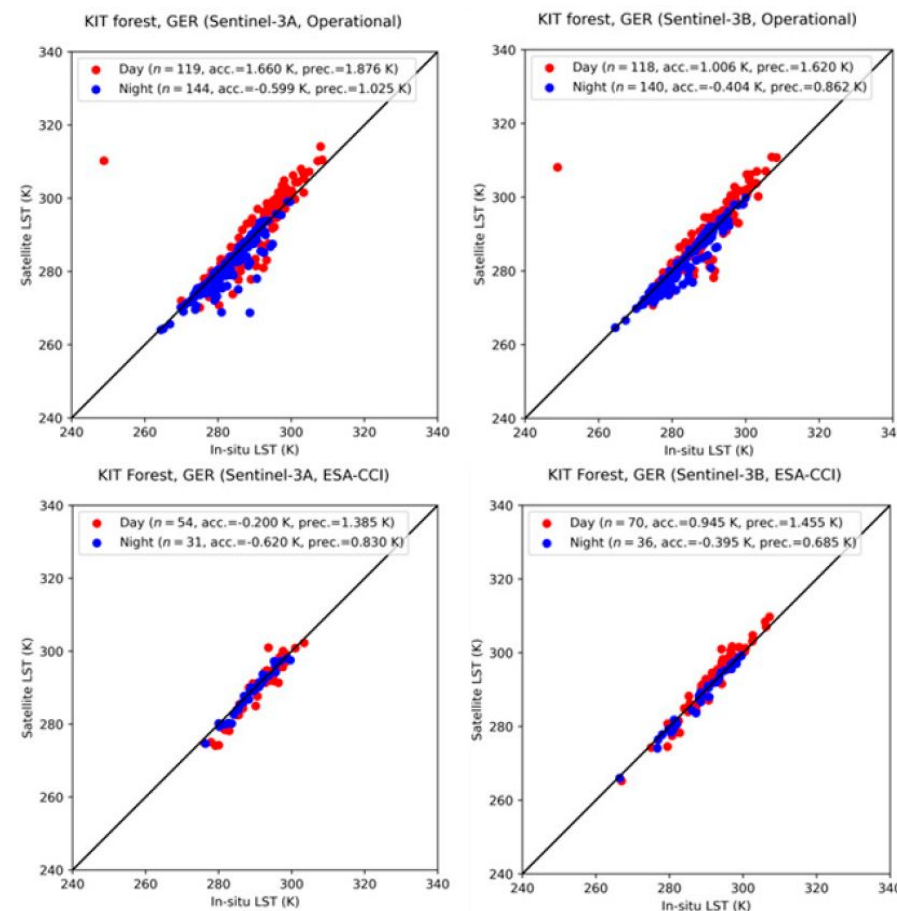 KIT forest, GER (Sentinel-3A, Operational)
340
320
300
280
260
240
Satellite LST (K)
Day (n = 119, acc.=1.660 K, prec.=1.876 K)
Night (n = 144, acc.=-0.599 K, prec.=1.025 K)
240 260 280 300 320 340
In-situ LST (K)
KIT forest, GER (Sentinel-3B, Operational)
340
320
300
280
260
240
Satellite LST (K)
Day (n = 118, acc.=1.006 K, prec.=1.620 K)
Night (n = 140, acc.=-0.404 K, prec.=0.862 K)
240 260 280 300 320 340
In-situ LST (K)
KIT Forest, GER (Sentinel-3A, ESA-CCI)
340
320
300
280
260
240
Satellite LST (K)
Day (n = 54, acc.=-0.200 K, prec.=1.385 K)
Night (n = 31, acc.=-0.620 K, prec.=0.830 K)
240 260 280 300 320 340
In-situ LST (K)
KIT Forest, GER (Sentinel-3B, ESA-CCI)
340
320
300
280
260
240
Satellite LST (K)
Day (n = 70, acc.=0.945 K, prec.=1.455 K)
Night (n = 36, acc.=-0.395 K, prec.=0.685 K)
240 260 280 300 320 340
In-situ LST (K)